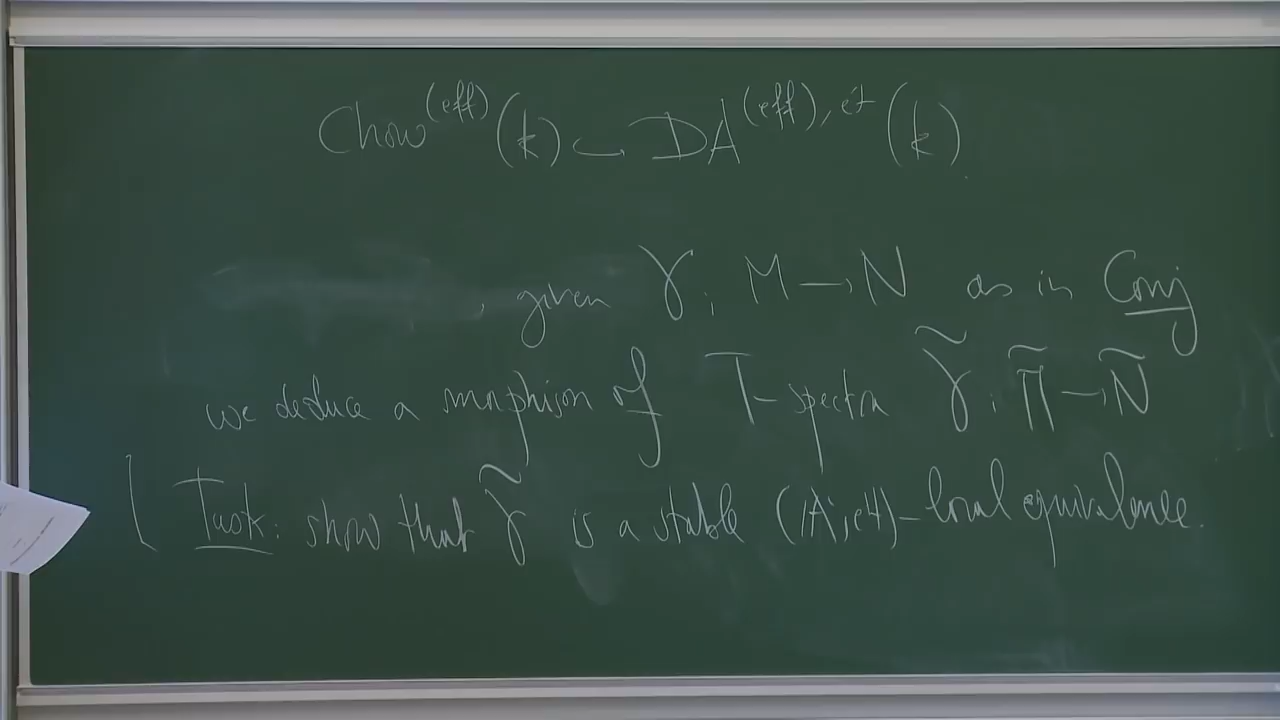 Chow^(eff)(k) ↪ DA^(eff), ét(k).
, given γ : M → N as in Conj
we deduce a morphism of T-spectra γ̃ : M̃ → Ñ
[ Task: show that γ̃ is a stable (A¹, ét)-local equivalence.